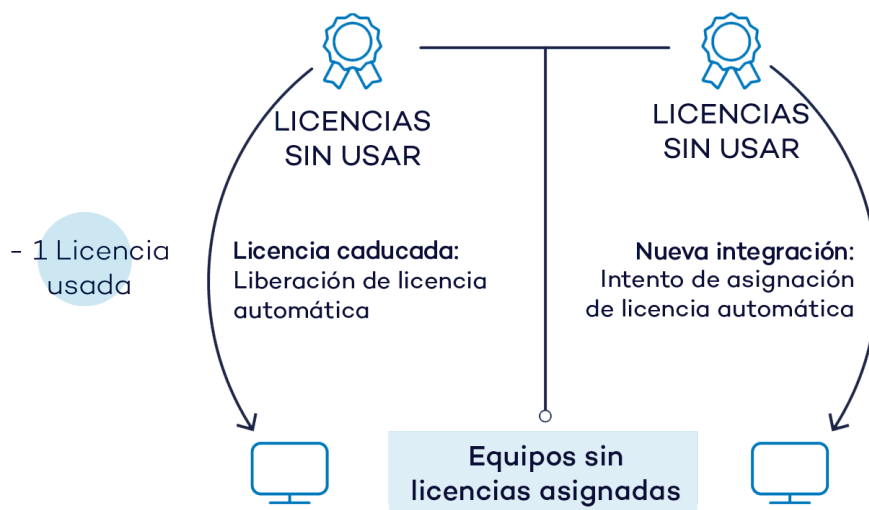 LICENCIAS
SIN USAR
LICENCIAS
SIN USAR
- 1 Licencia
usada
Licencia caducada:
Liberación de licencia
automática
Nueva integración:
Intento de asignación
de licencia automática
Equipos sin
licencias asignadas